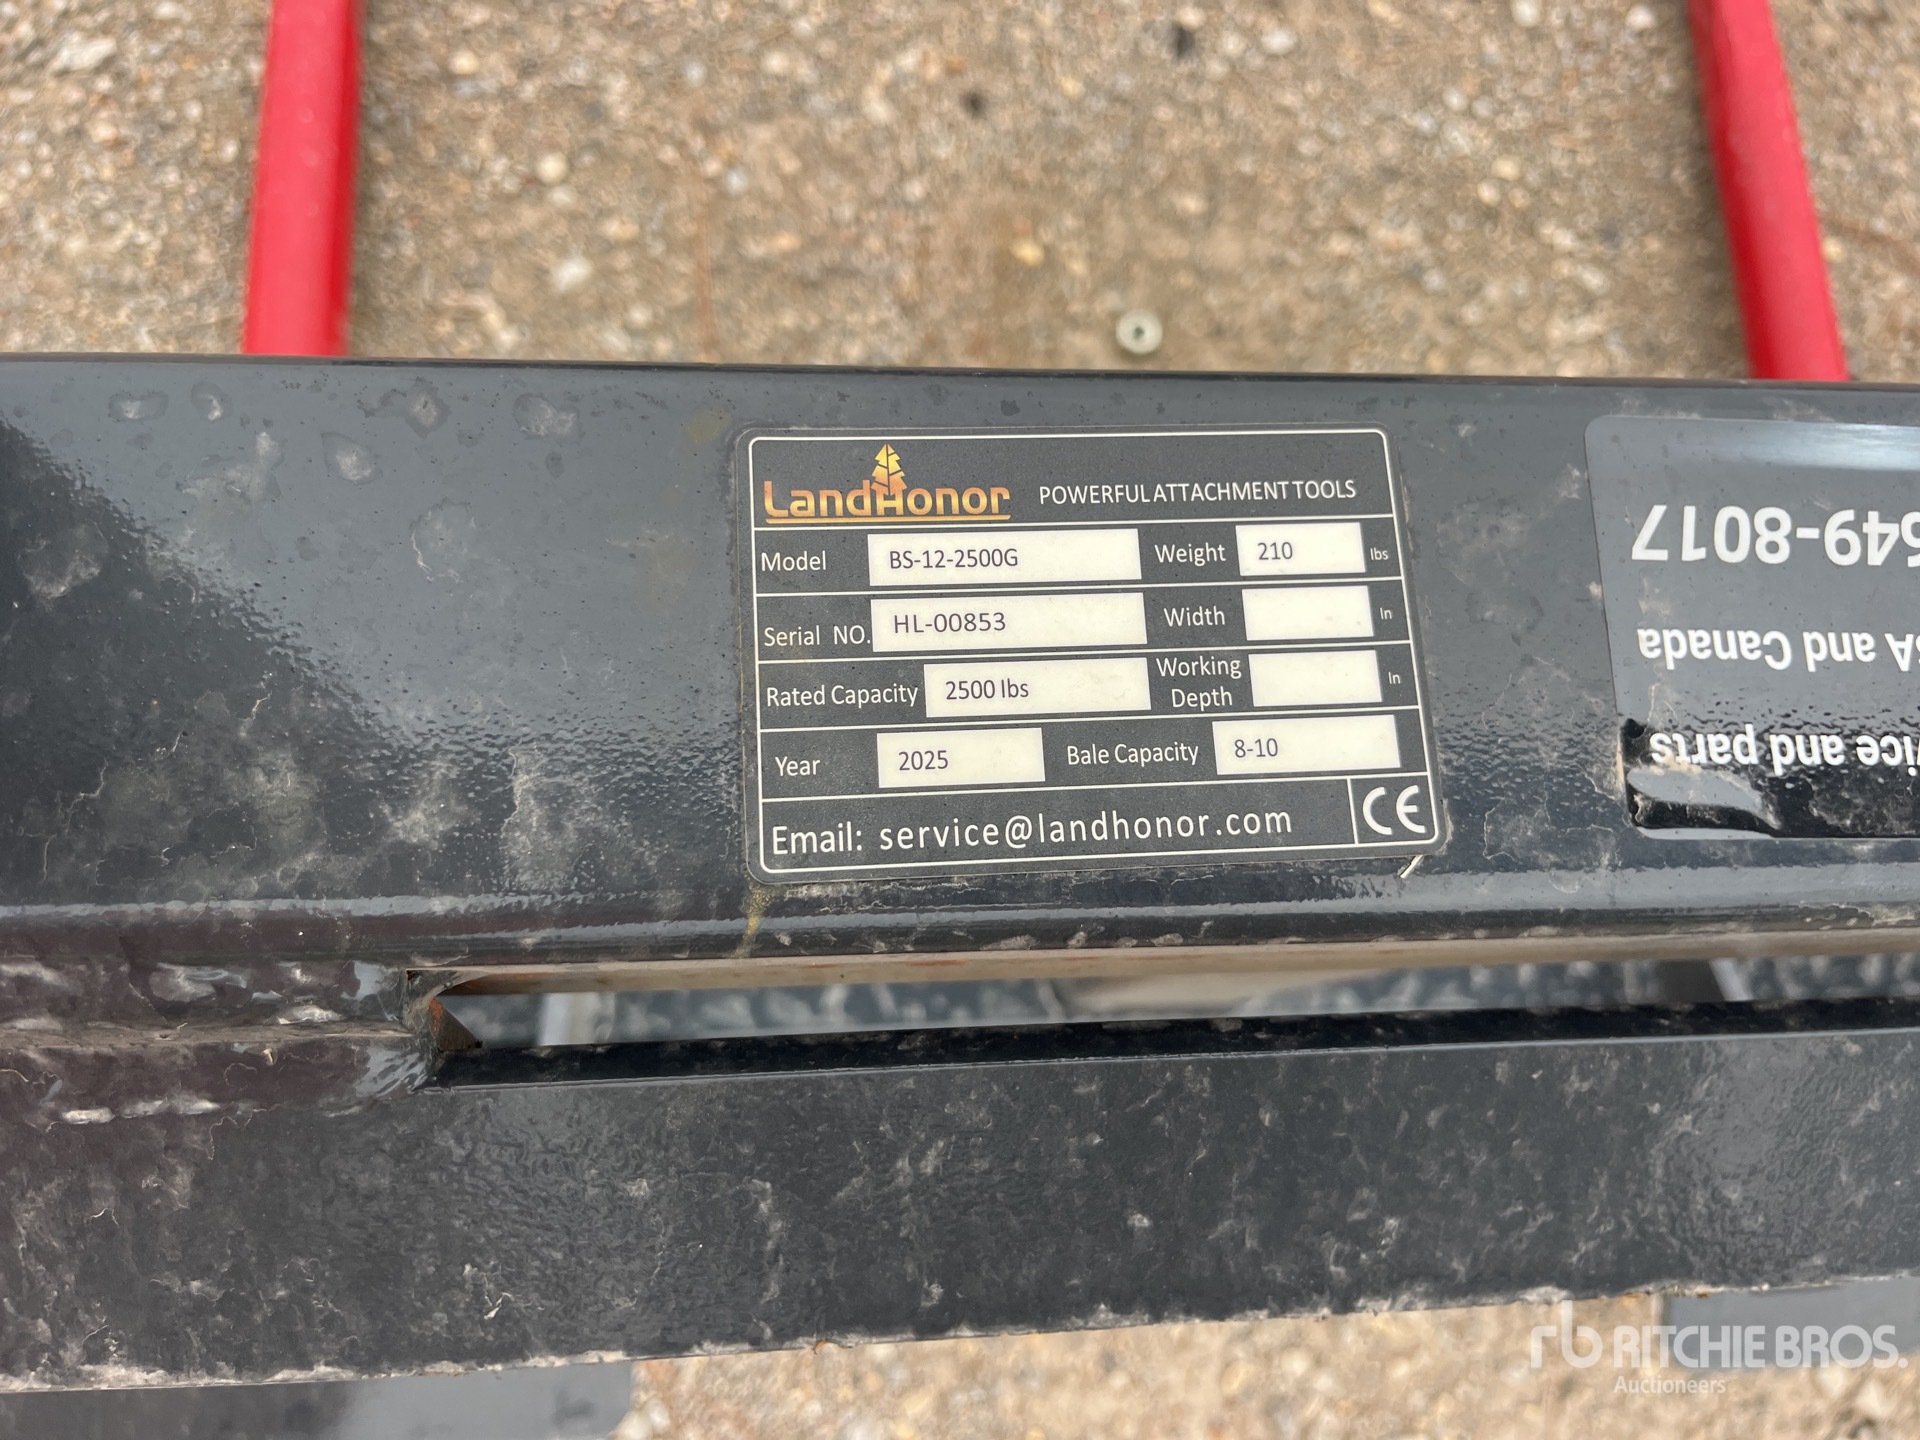 LandHonor POWERFUL ATTACHMENT TOOLS
Model BS-12-2500G Weight 210 lbs
Serial NO. HL-00853 Width In
Rated Capacity 2500 lbs Working Depth In
Year 2025 Bale Capacity 8-10
Email: service@landhonor.com CE
and parts
and Canada
649-8017
rb RITCHIE BROS.
Auctioneers